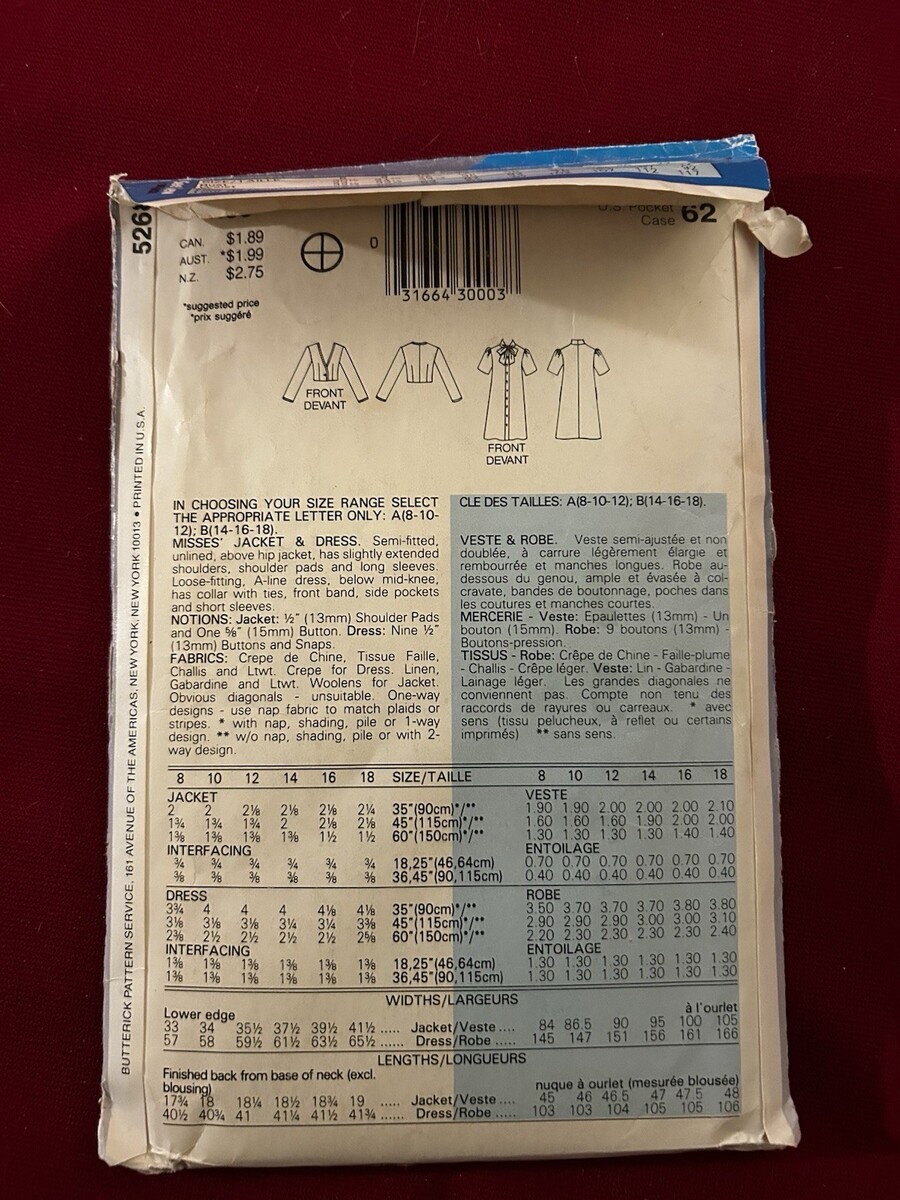 526
CAN. $1.89
AUST. *$1.99
N.Z. $2.75
*suggested price
*prix suggéré
0
31664 30003
U.S. Pocket
Case 62
FRONT
DEVANT
FRONT
DEVANT
BUTTERICK PATTERN SERVICE, 161 AVENUE OF THE AMERICAS, NEW YORK, NEW YORK 10013 • PRINTED IN U.S.A.
IN CHOOSING YOUR SIZE RANGE SELECT
THE APPROPRIATE LETTER ONLY: A(8-10-
12); B(14-16-18).
MISSES' JACKET & DRESS. Semi-fitted,
unlined, above hip jacket, has slightly extended
shoulders, shoulder pads and long sleeves.
Loose-fitting, A-line dress, below mid-knee,
has collar with ties, front band, side pockets
and short sleeves.
NOTIONS: Jacket: ½" (13mm) Shoulder Pads
and One ⅝" (15mm) Button. Dress: Nine ½"
(13mm) Buttons and Snaps.
FABRICS: Crepe de Chine, Tissue Faille,
Challis and Ltwt. Crepe for Dress. Linen,
Gabardine and Ltwt. Woolens for Jacket.
Obvious diagonals - unsuitable. One-way
designs - use nap fabric to match plaids or
stripes. * with nap, shading, pile or 1-way
design. ** w/o nap, shading, pile or with 2-
way design.
CLE DES TAILLES: A(8-10-12); B(14-16-18).
VESTE & ROBE. Veste semi-ajustée et non
doublée, à carrure légèrement élargie et
rembourrée et manches longues. Robe au-
dessous du genou, ample et évasée à col-
cravate, bandes de boutonnage, poches dans
les coutures et manches courtes.
MERCERIE - Veste: Epaulettes (13mm) - Un
bouton (15mm). Robe: 9 boutons (13mm) -
Boutons-pression.
TISSUS - Robe: Crêpe de Chine - Faille-plume
- Challis - Crêpe léger. Veste: Lin - Gabardine -
Lainage léger. Les grandes diagonales ne
conviennent pas. Compte non tenu des
raccords de rayures ou carreaux. * avec
sens (tissu pelucheux, à reflet ou certains
imprimés) ** sans sens.
8 10 12 14 16 18 SIZE/TAILLE 8 10 12 14 16 18
JACKET VESTE
2 2 2⅛ 2⅛ 2⅛ 2¼ 35"(90cm)*/** 1.90 1.90 2.00 2.00 2.00 2.10
1¾ 1¾ 1¾ 2 2⅛ 2⅛ 45"(115cm)*/** 1.60 1.60 1.60 1.90 2.00 2.00
1⅜ 1⅜ 1⅜ 1⅜ 1½ 1½ 60"(150cm)*/** 1.30 1.30 1.30 1.30 1.40 1.40
INTERFACING ENTOILAGE
¾ ¾ ¾ ¾ ¾ ¾ 18,25"(46,64cm) 0.70 0.70 0.70 0.70 0.70 0.70
⅜ ⅜ ⅜ ⅜ ⅜ ⅜ 36,45"(90,115cm) 0.40 0.40 0.40 0.40 0.40 0.40
DRESS ROBE
3¾ 4 4 4 4⅛ 4⅛ 35"(90cm)*/** 3.50 3.70 3.70 3.70 3.80 3.80
3⅛ 3⅛ 3⅛ 3¼ 3¼ 3⅜ 45"(115cm)*/** 2.90 2.90 2.90 3.00 3.00 3.10
2⅜ 2½ 2½ 2½ 2½ 2⅝ 60"(150cm)*/** 2.20 2.30 2.30 2.30 2.30 2.40
INTERFACING ENTOILAGE
1⅜ 1⅜ 1⅜ 1⅜ 1⅜ 1⅜ 18,25"(46,64cm) 1.30 1.30 1.30 1.30 1.30 1.30
1⅜ 1⅜ 1⅜ 1⅜ 1⅜ 1⅜ 36,45"(90,115cm) 1.30 1.30 1.30 1.30 1.30 1.30
WIDTHS/LARGEURS
Lower edge à l'ourlet
33 34 35½ 37½ 39½ 41½ ..... Jacket/Veste .... 84 86.5 90 95 100 105
57 58 59½ 61½ 63½ 65½ ..... Dress/Robe ..... 145 147 151 156 161 166
LENGTHS/LONGUEURS
Finished back from base of neck (excl.
blousing) nuque à ourlet (mesurée blousée)
17¾ 18 18¼ 18½ 18¾ 19 ..... Jacket/Veste .... 45 46 46.5 47 47.5 48
40½ 40¾ 41 41¼ 41½ 41¾ ...... Dress/Robe ..... 103 103 104 105 105 106